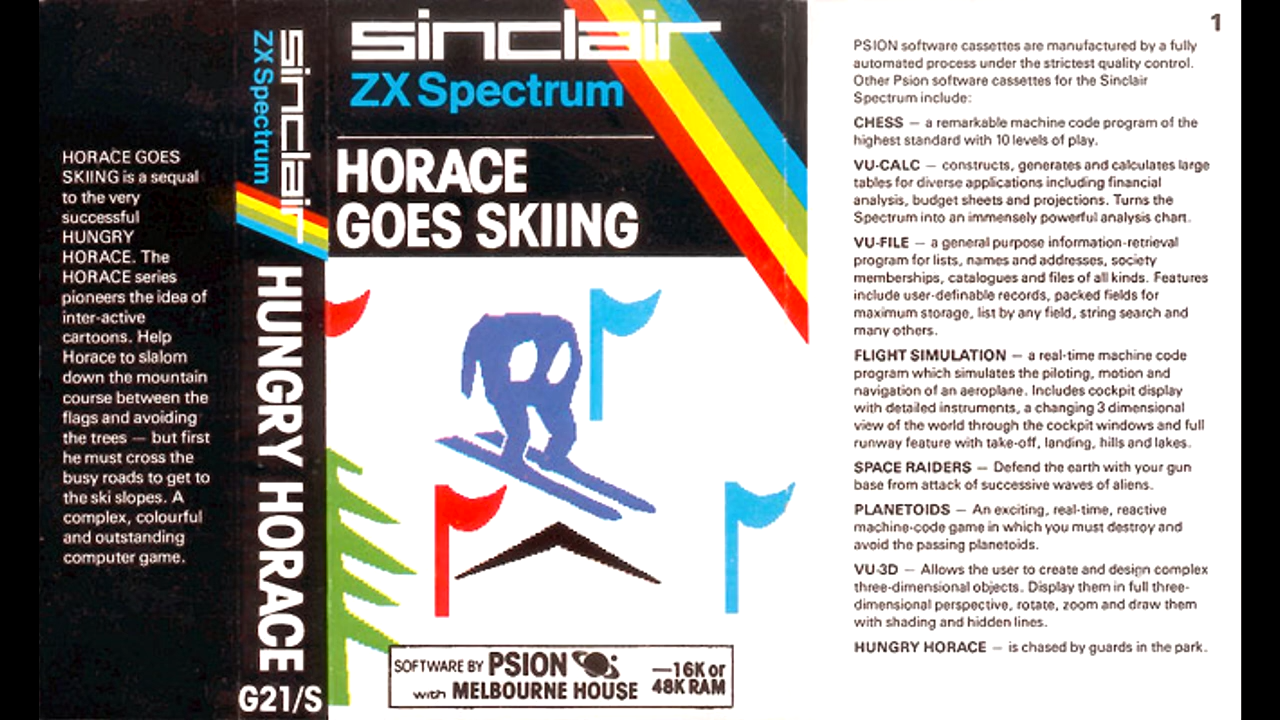 HORACE GOES
SKIING is a sequal
to the very
successful
HUNGRY
HORACE. The
HORACE series
pioneers the idea of
inter-active
cartoons. Help
Horace to slalom
down the mountain
course between the
flags and avoiding
the trees — but first
he must cross the
busy roads to get to
the ski slopes. A
complex, colourful
and outstanding
computer game.
sinclair
ZX Spectrum
HUNGRY HORACE
G21/S
sinclair
ZX Spectrum
HORACE
GOES SKIING
SOFTWARE BY PSION
with MELBOURNE HOUSE
—16K or
48K RAM
1
PSION software cassettes are manufactured by a fully
automated process under the strictest quality control.
Other Psion software cassettes for the Sinclair
Spectrum include:
CHESS — a remarkable machine code program of the
highest standard with 10 levels of play.
VU-CALC — constructs, generates and calculates large
tables for diverse applications including financial
analysis, budget sheets and projections. Turns the
Spectrum into an immensely powerful analysis chart.
VU-FILE — a general purpose information-retrieval
program for lists, names and addresses, society
memberships, catalogues and files of all kinds. Features
include user-definable records, packed fields for
maximum storage, list by any field, string search and
many others.
FLIGHT SIMULATION — a real-time machine code
program which simulates the piloting, motion and
navigation of an aeroplane. Includes cockpit display
with detailed instruments, a changing 3 dimensional
view of the world through the cockpit windows and full
runway feature with take-off, landing, hills and lakes.
SPACE RAIDERS — Defend the earth with your gun
base from attack of successive waves of aliens.
PLANETOIDS — An exciting, real-time, reactive
machine-code game in which you must destroy and
avoid the passing planetoids.
VU-3D — Allows the user to create and design complex
three-dimensional objects. Display them in full three-
dimensional perspective, rotate, zoom and draw them
with shading and hidden lines.
HUNGRY HORACE — is chased by guards in the park.